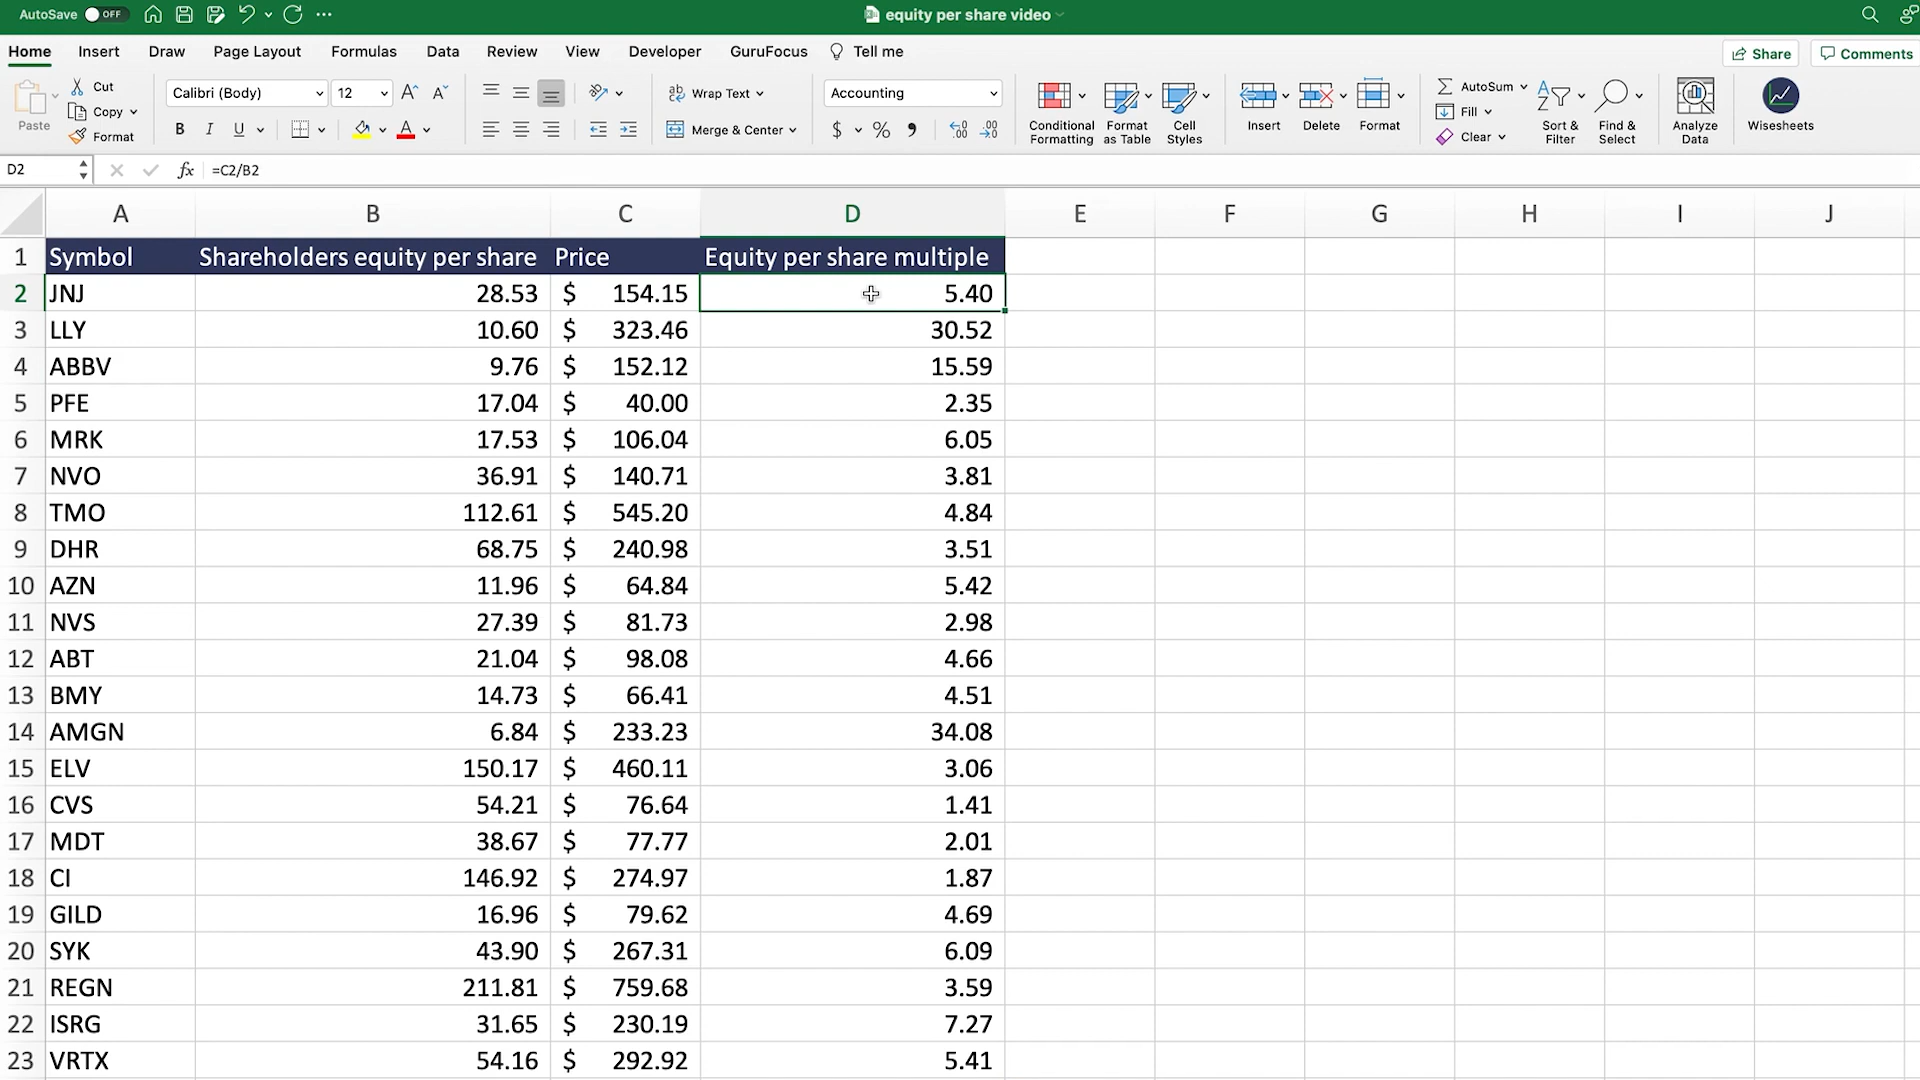 AutoSave OFF equity per share video
Home Insert Draw Page Layout Formulas Data Review View Developer GuruFocus Tell me Share Comments
Paste Cut Copy Format
Calibri (Body) 12 A^ Aˇ
B I U A
ab Wrap Text
Merge & Center
Accounting
$ % 9 .00 .0 .00
Conditional Formatting Format as Table Cell Styles
Insert Delete Format
AutoSum Fill Clear
Sort & Filter Find & Select
Analyze Data Wisesheets
D2 fx =C2/B2
A B C D E F G H I J
1 Symbol Shareholders equity per share Price Equity per share multiple
2 JNJ 28.53 $ 154.15 5.40
3 LLY 10.60 $ 323.46 30.52
4 ABBV 9.76 $ 152.12 15.59
5 PFE 17.04 $ 40.00 2.35
6 MRK 17.53 $ 106.04 6.05
7 NVO 36.91 $ 140.71 3.81
8 TMO 112.61 $ 545.20 4.84
9 DHR 68.75 $ 240.98 3.51
10 AZN 11.96 $ 64.84 5.42
11 NVS 27.39 $ 81.73 2.98
12 ABT 21.04 $ 98.08 4.66
13 BMY 14.73 $ 66.41 4.51
14 AMGN 6.84 $ 233.23 34.08
15 ELV 150.17 $ 460.11 3.06
16 CVS 54.21 $ 76.64 1.41
17 MDT 38.67 $ 77.77 2.01
18 CI 146.92 $ 274.97 1.87
19 GILD 16.96 $ 79.62 4.69
20 SYK 43.90 $ 267.31 6.09
21 REGN 211.81 $ 759.68 3.59
22 ISRG 31.65 $ 230.19 7.27
23 VRTX 54.16 $ 292.92 5.41